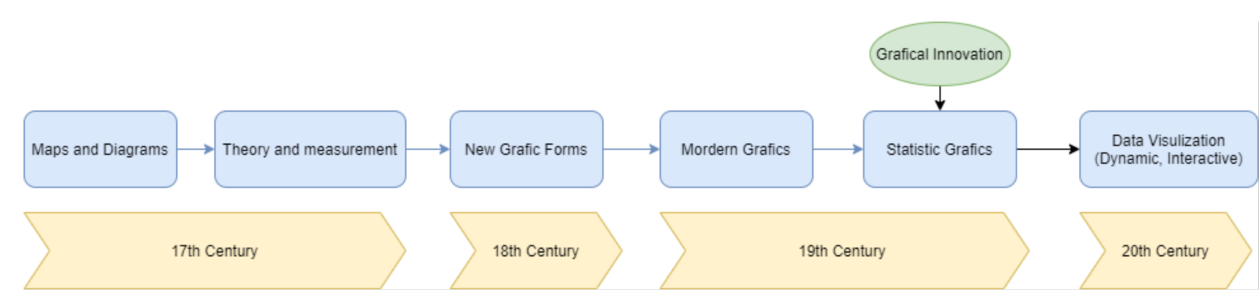 Grafical Innovation
Maps and Diagrams
Theory and measurement
New Grafic Forms
Mordern Grafics
Statistic Grafics
Data Visulization
(Dynamic, Interactive)
17th Century
18th Century
19th Century
20th Century